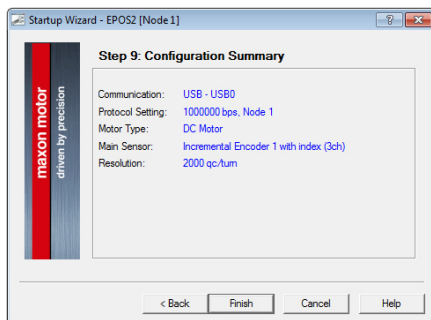 Startup Wizard - EPOS2 [Node 1]
Step 9: Configuration Summary
maxon motor
driven by precision
Communication: USB - USB0
Protocol Setting: 1000000 bps, Node 1
Motor Type: DC Motor
Main Sensor: Incremental Encoder 1 with index (3ch)
Resolution: 2000 qc/turn
< Back Finish Cancel Help